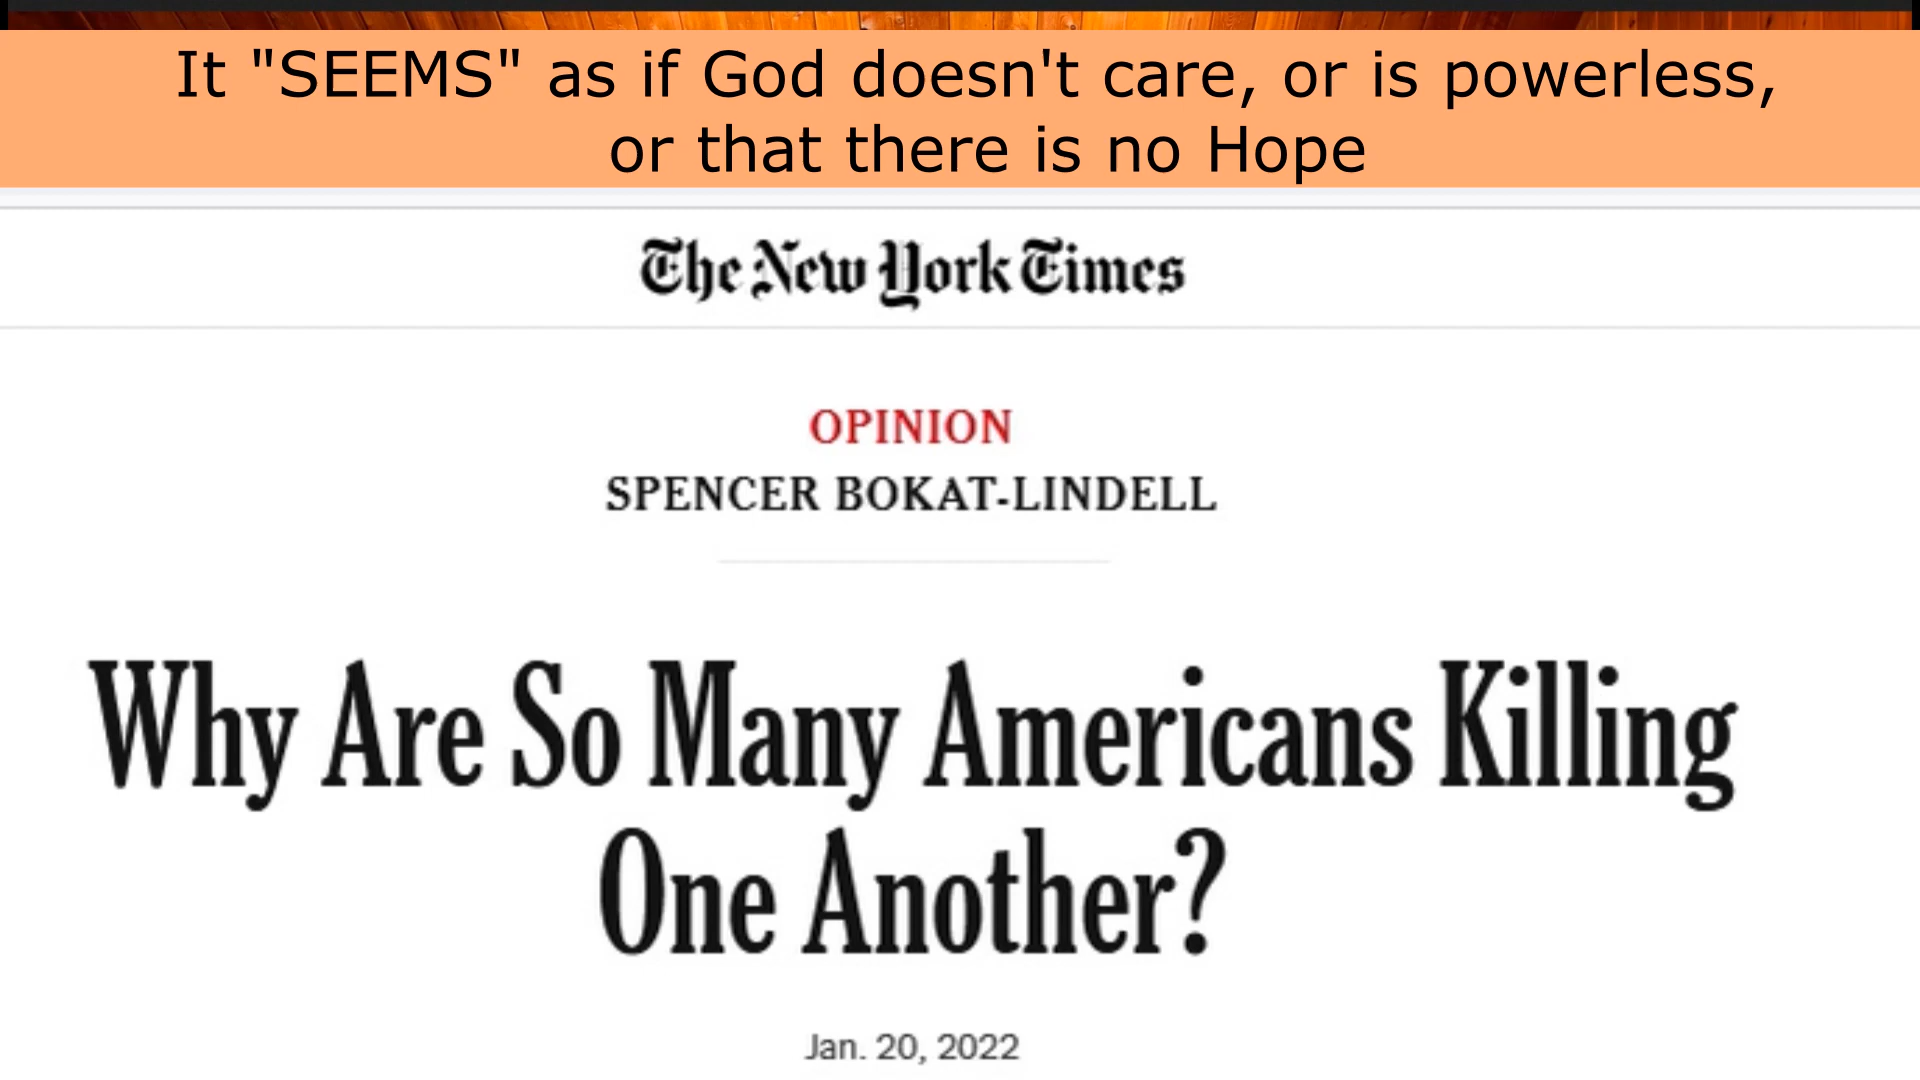 It "SEEMS" as if God doesn't care, or is powerless,
or that there is no Hope
The New York Times
OPINION
SPENCER BOKAT-LINDELL
Why Are So Many Americans Killing
One Another?
Jan. 20, 2022